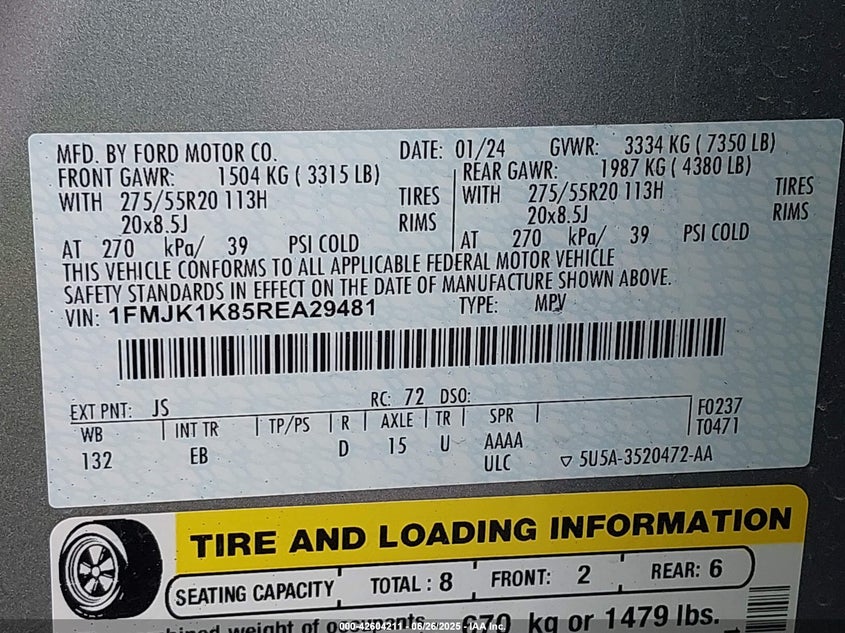 MFD. BY FORD MOTOR CO. DATE: 01/24 GVWR: 3334 KG ( 7350 LB)
FRONT GAWR: 1504 KG ( 3315 LB) REAR GAWR: 1987 KG ( 4380 LB)
WITH 275/55R20 113H TIRES WITH 275/55R20 113H TIRES
20x8.5J RIMS 20x8.5J RIMS
AT 270 kPa/ 39 PSI COLD AT 270 kPa/ 39 PSI COLD
THIS VEHICLE CONFORMS TO ALL APPLICABLE FEDERAL MOTOR VEHICLE
SAFETY STANDARDS IN EFFECT ON THE DATE OF MANUFACTURE SHOWN ABOVE.
VIN: 1FMJK1K85REA29481 TYPE: MPV
EXT PNT: JS RC: 72 DSO: F0237
WB INT TR TP/PS R AXLE TR SPR T0471
132 EB D 15 U AAAA
ULC 5U5A-3520472-AA
TIRE AND LOADING INFORMATION
SEATING CAPACITY TOTAL : 8 FRONT: 2 REAR: 6
weight of 670 kg or 1479 lbs.
000-42604211 - 06/26/2025 - IAA Inc.